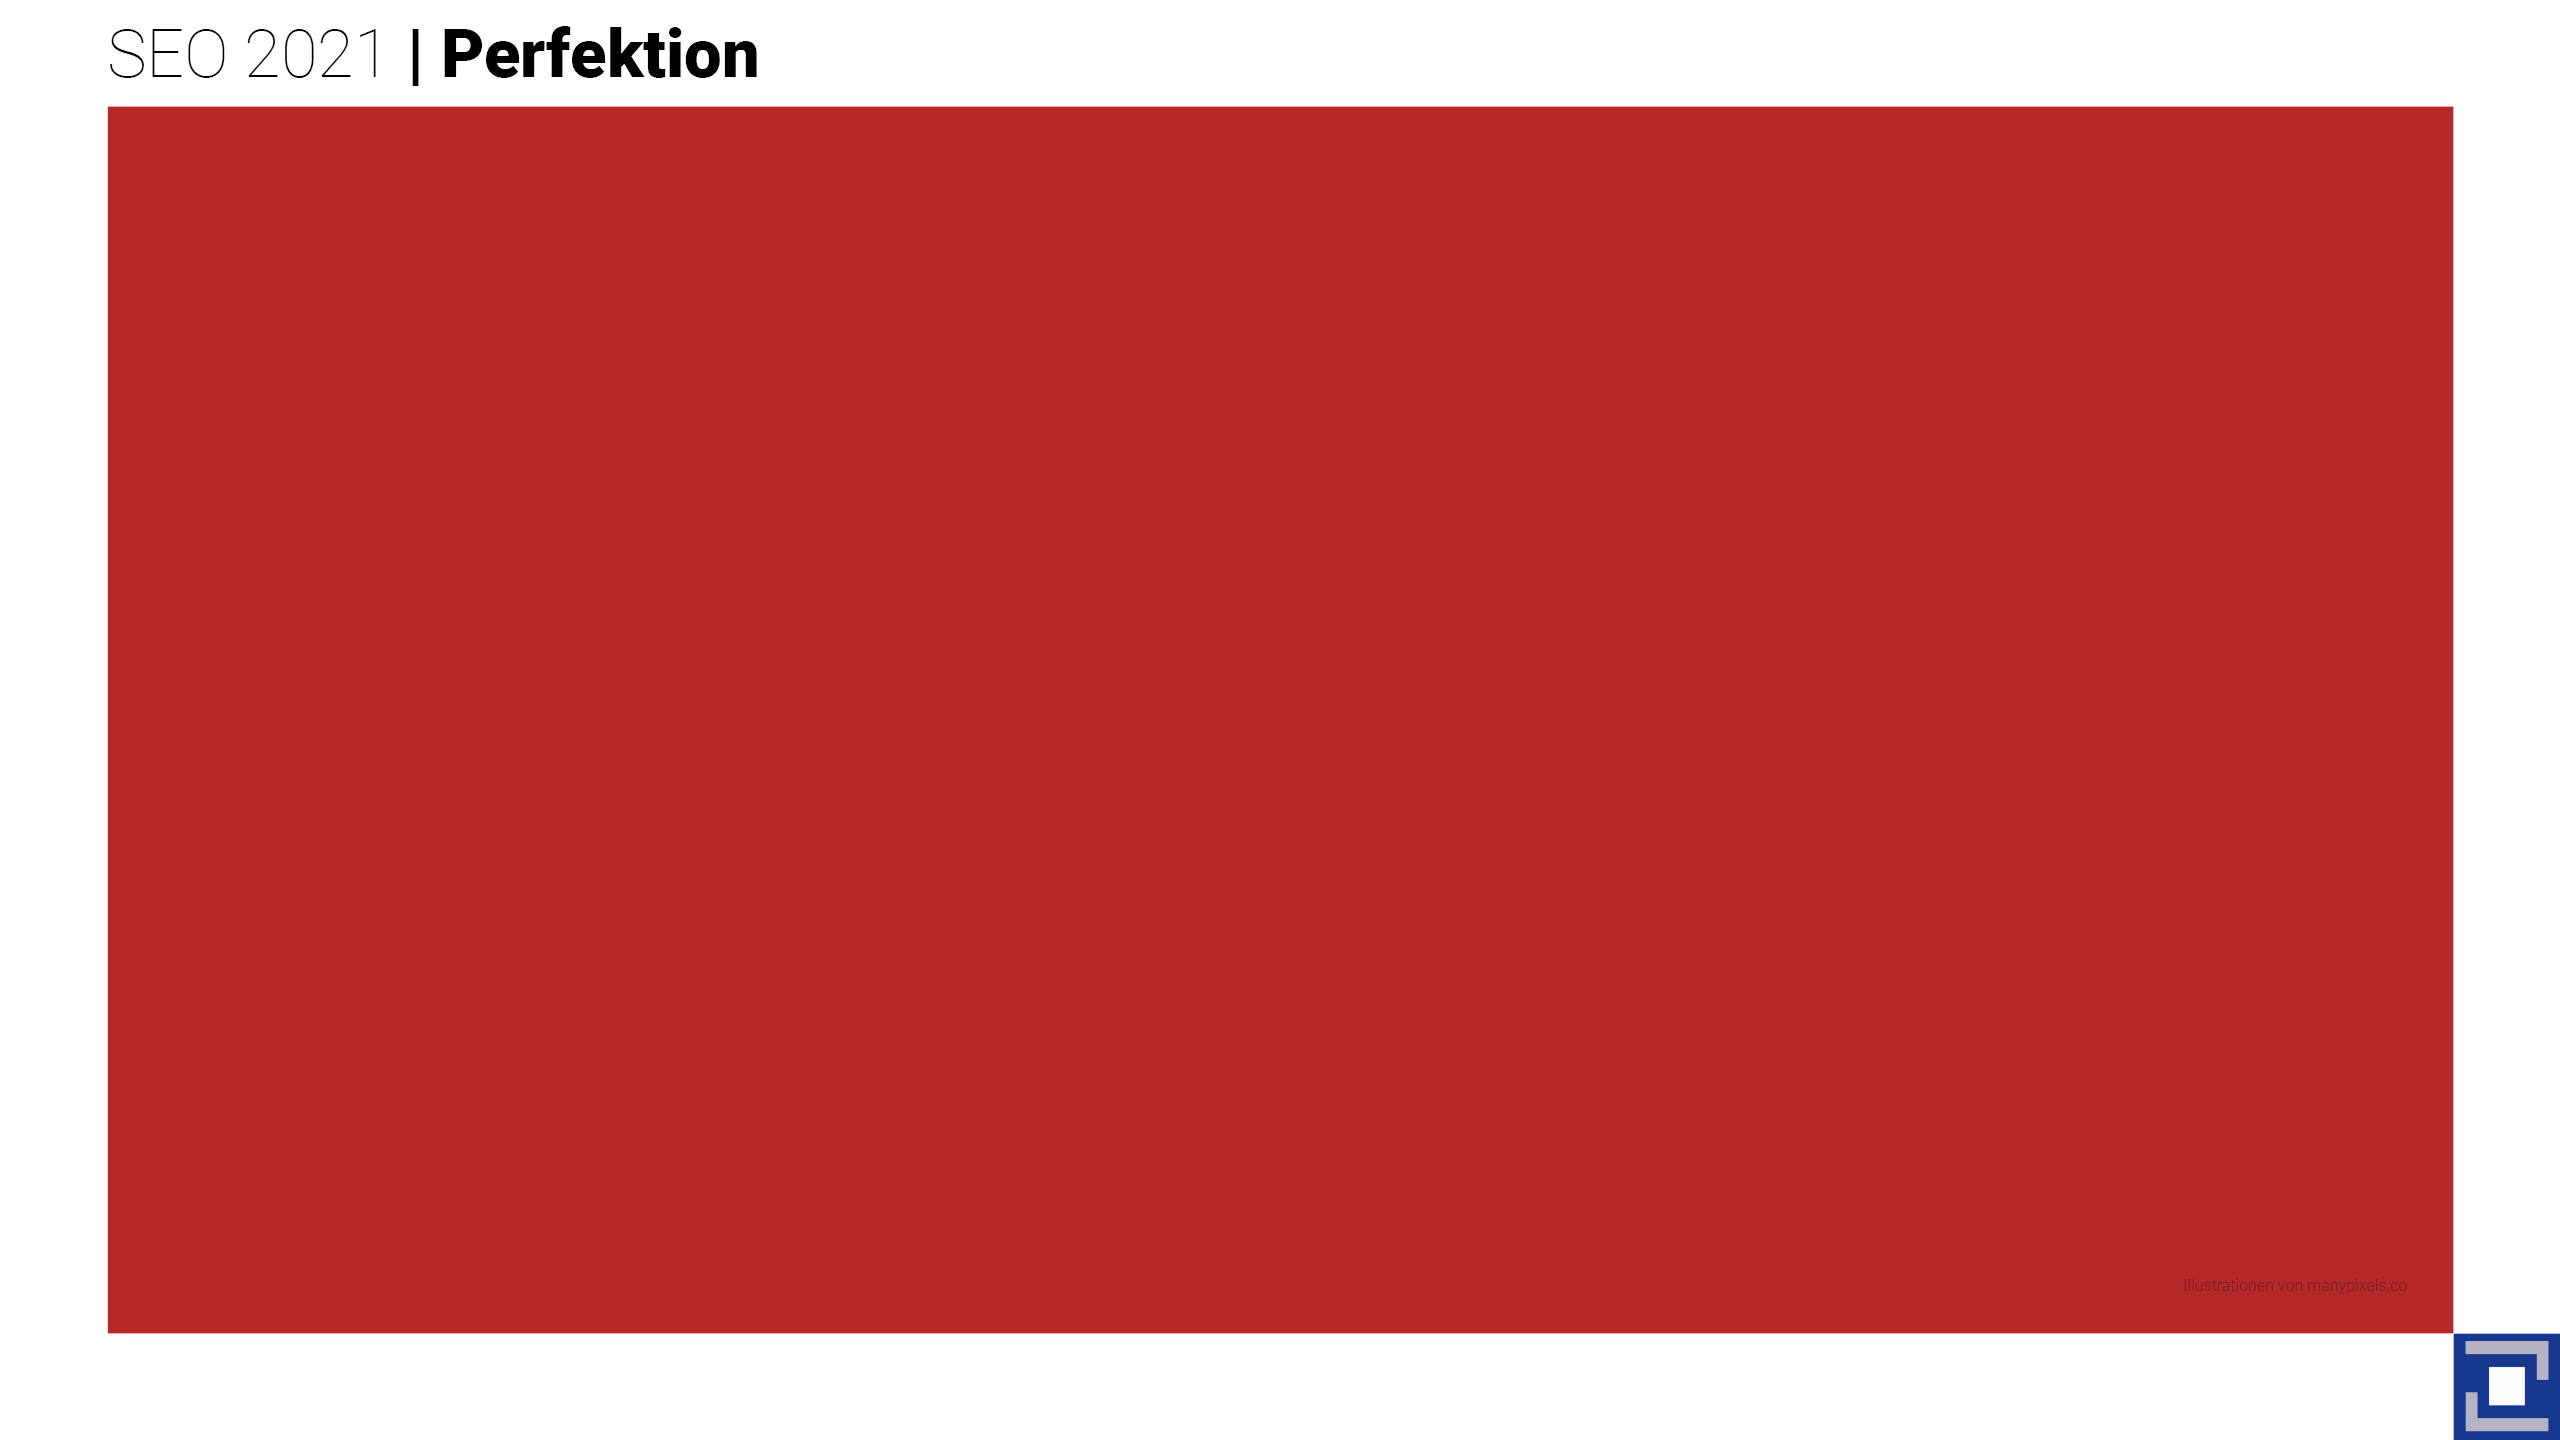 SEO 2021 | Perfektion
Illustrationen von manypixels.co